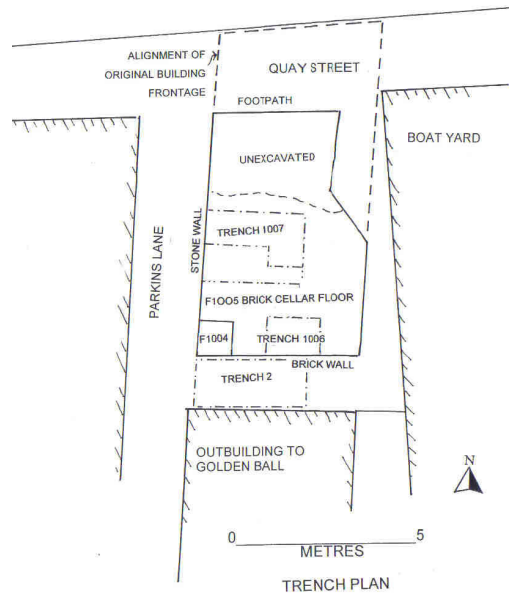 ALIGNMENT OF
ORIGINAL BUILDING
FRONTAGE
QUAY STREET
FOOTPATH
BOAT YARD
UNEXCAVATED
TRENCH 1007
STONE WALL
PARKINS LANE
F1005 BRICK CELLAR FLOOR
F1004
TRENCH 1006
BRICK WALL
TRENCH 2
OUTBUILDING TO
GOLDEN BALL
N
0
5
METRES
TRENCH PLAN